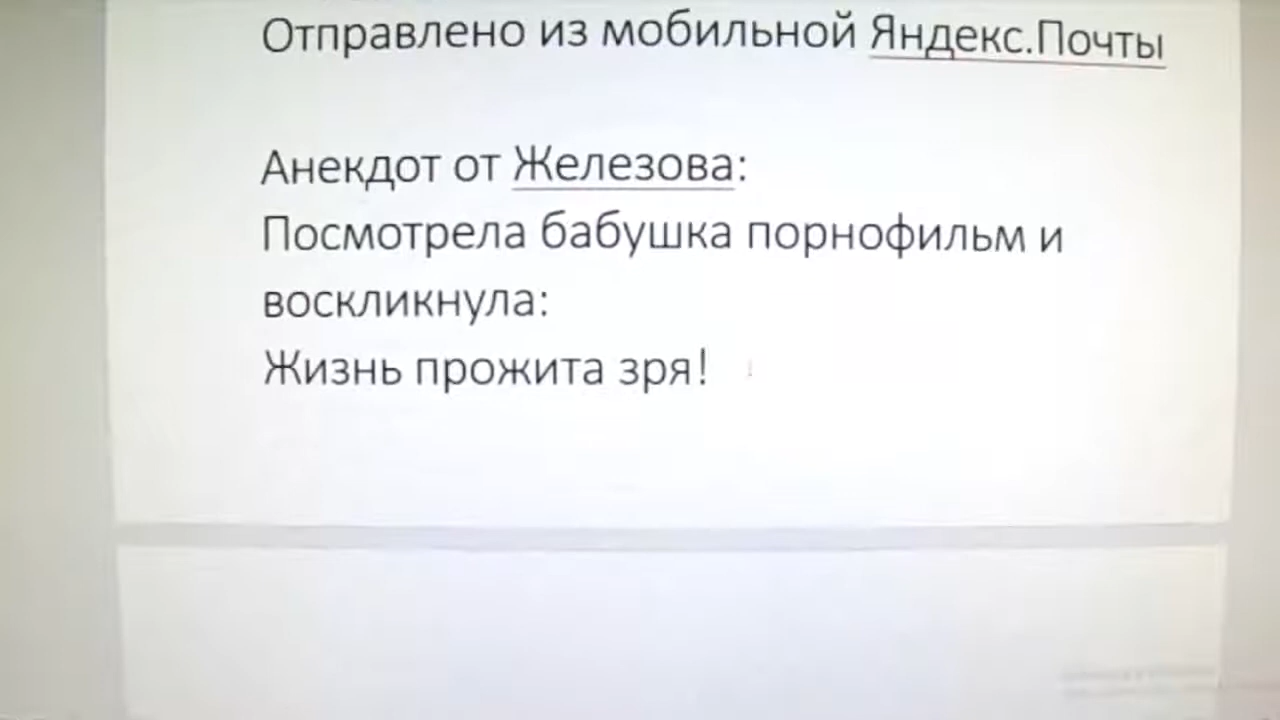 Отправлено из мобильной Яндекс.Почты
Анекдот от Железова:
Посмотрела бабушка порнофильм и
воскликнула:
Жизнь прожита зря!